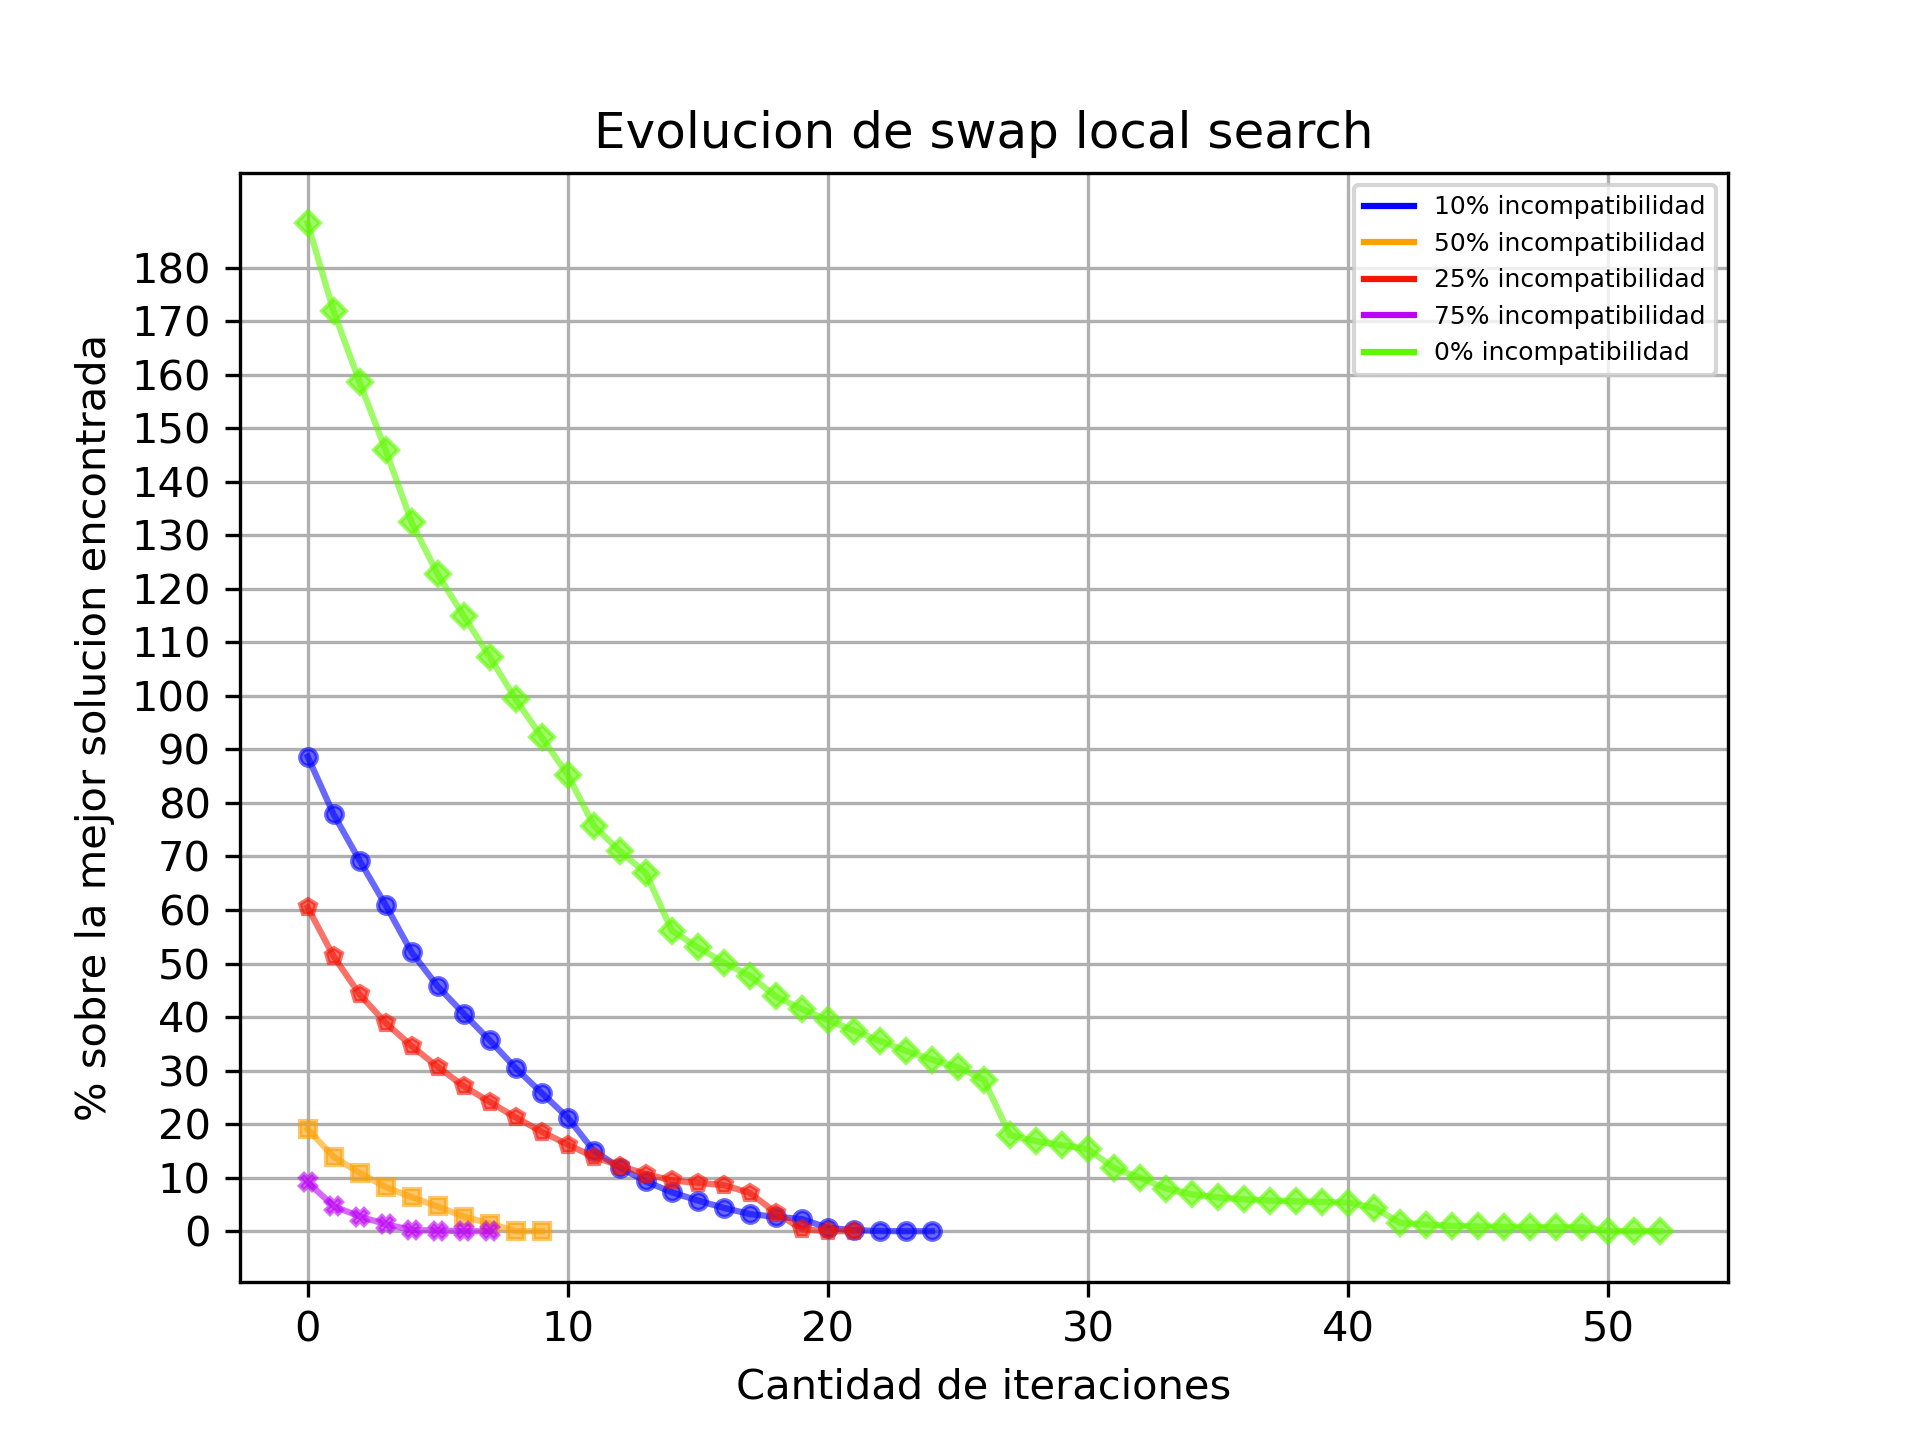 Evolucion de swap local search
10% incompatibilidad
50% incompatibilidad
25% incompatibilidad
75% incompatibilidad
0% incompatibilidad
% sobre la mejor solucion encontrada
180
170
160
150
140
130
120
110
100
90
80
70
60
50
40
30
20
10
0
0 10 20 30 40 50
Cantidad de iteraciones